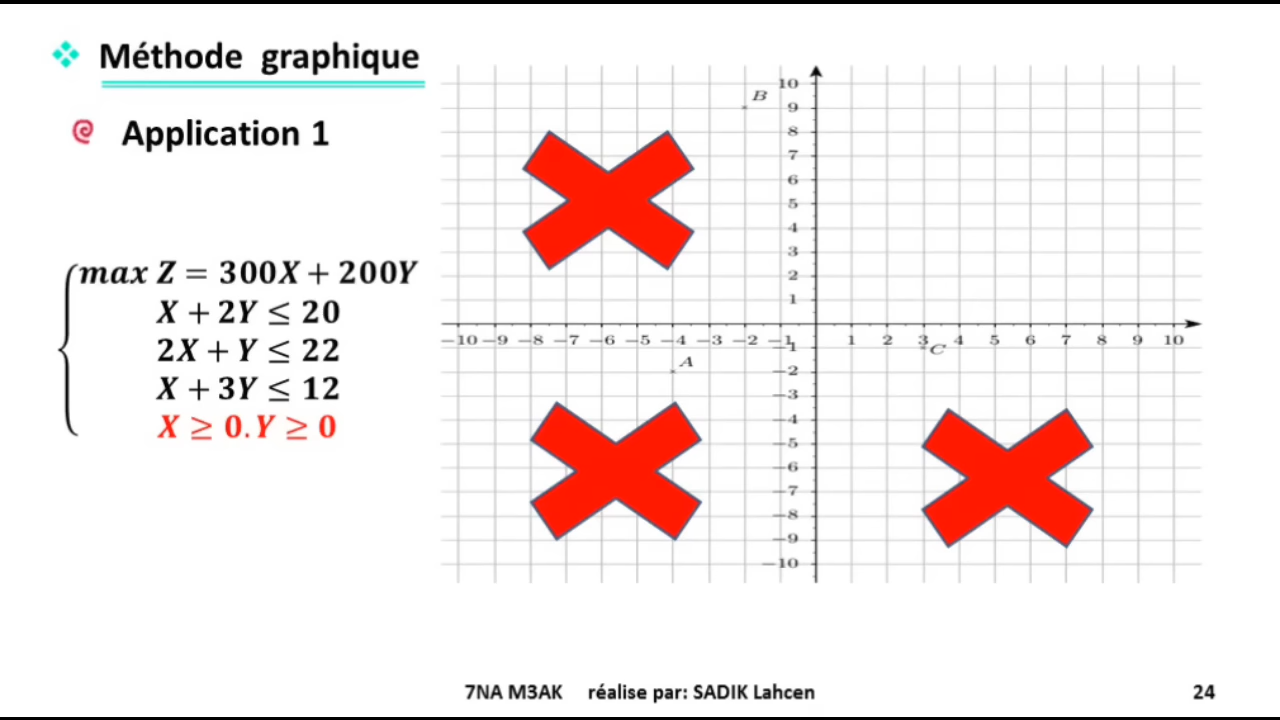 Méthode graphique
Application 1
max Z = 300X + 200Y
X + 2Y ≤ 20
2X + Y ≤ 22
X + 3Y ≤ 12
X ≥ 0. Y ≥ 0
10
B
9
8
7
6
5
4
3
2
1
−10 −9 −8 −7 −6 −5 −4 −3 −2 −1 1 2 3 4 5 6 7 8 9 10
−1
C
A
−2
−3
−4
−5
−6
−7
−8
−9
−10
7NA M3AK réalise par: SADIK Lahcen
24